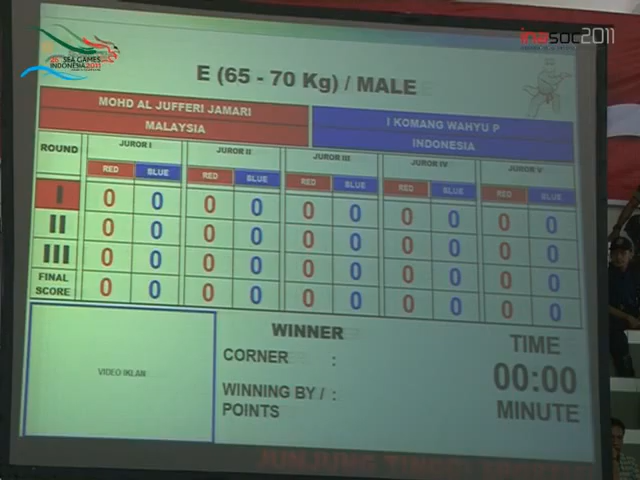 26th SEA GAMES
INDONESIA 2011
inasoc2011
E (65 - 70 Kg) / MALE
MOHD AL JUFFERI JAMARI
MALAYSIA
I KOMANG WAHYU P
INDONESIA
ROUND JUROR I JUROR II JUROR III JUROR IV JUROR V
RED BLUE RED BLUE RED BLUE RED BLUE RED BLUE
I 0 0 0 0 0 0 0 0 0 0
II 0 0 0 0 0 0 0 0 0 0
III 0 0 0 0 0 0 0 0 0 0
FINAL SCORE 0 0 0 0 0 0 0 0 0 0
VIDEO IKLAN
WINNER
CORNER :
WINNING BY / :
POINTS
TIME
00:00
MINUTE